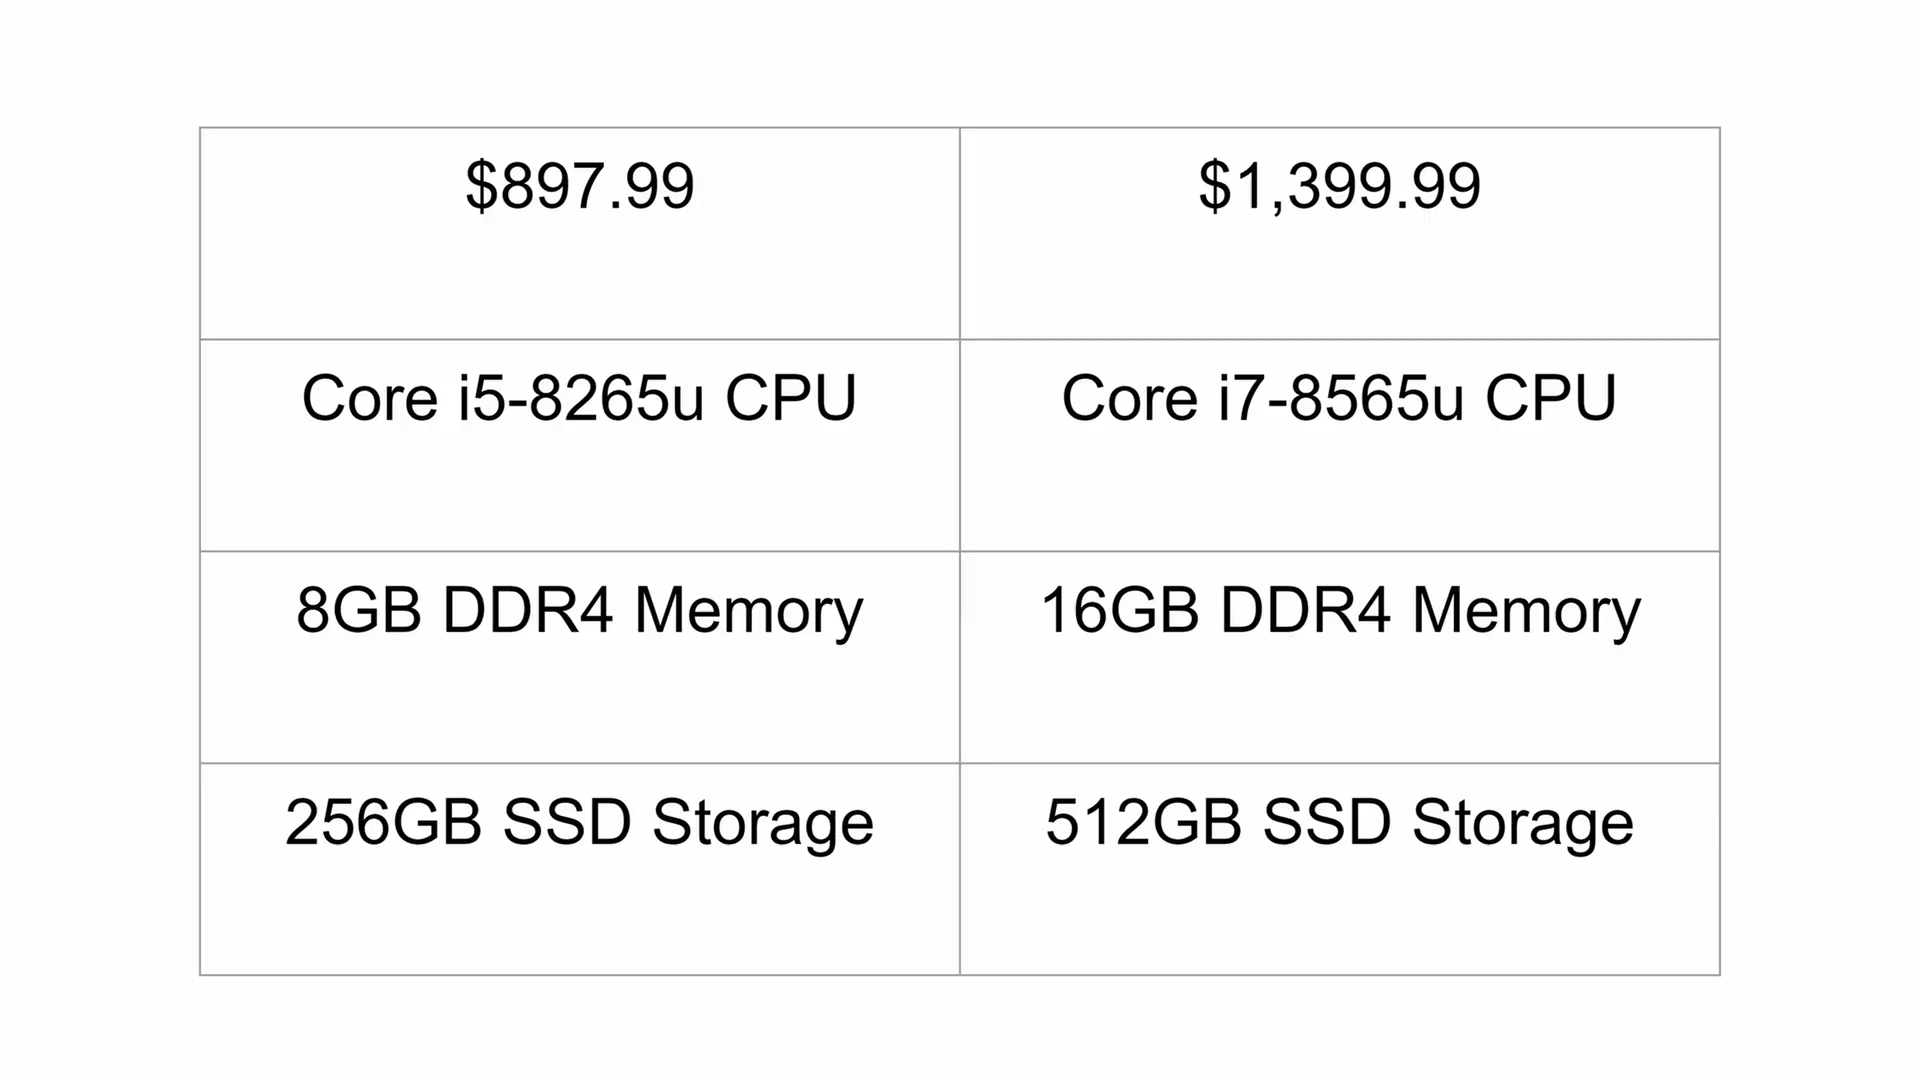 $897.99
$1,399.99
Core i5-8265u CPU
Core i7-8565u CPU
8GB DDR4 Memory
16GB DDR4 Memory
256GB SSD Storage
512GB SSD Storage